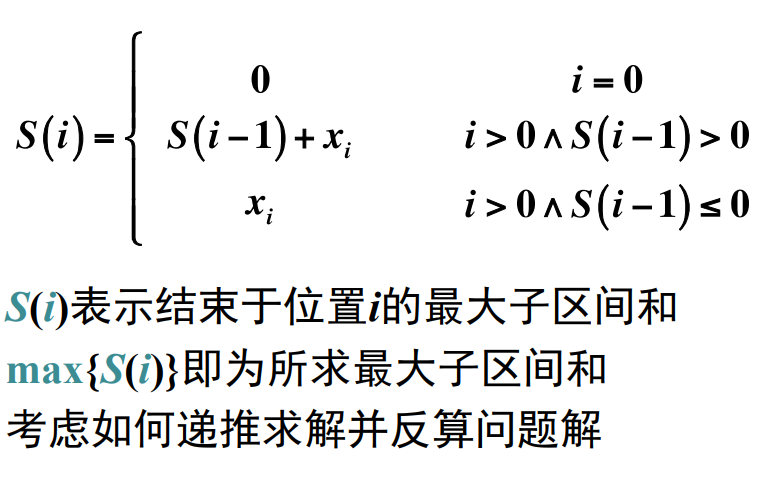 0 i = 0
S(i) = { S(i−1) + xᵢ i > 0 ∧ S(i−1) > 0
xᵢ i > 0 ∧ S(i−1) ≤ 0
S(i)表示结束于位置i的最大子区间和
max{S(i)}即为所求最大子区间和
考虑如何递推求解并反算问题解